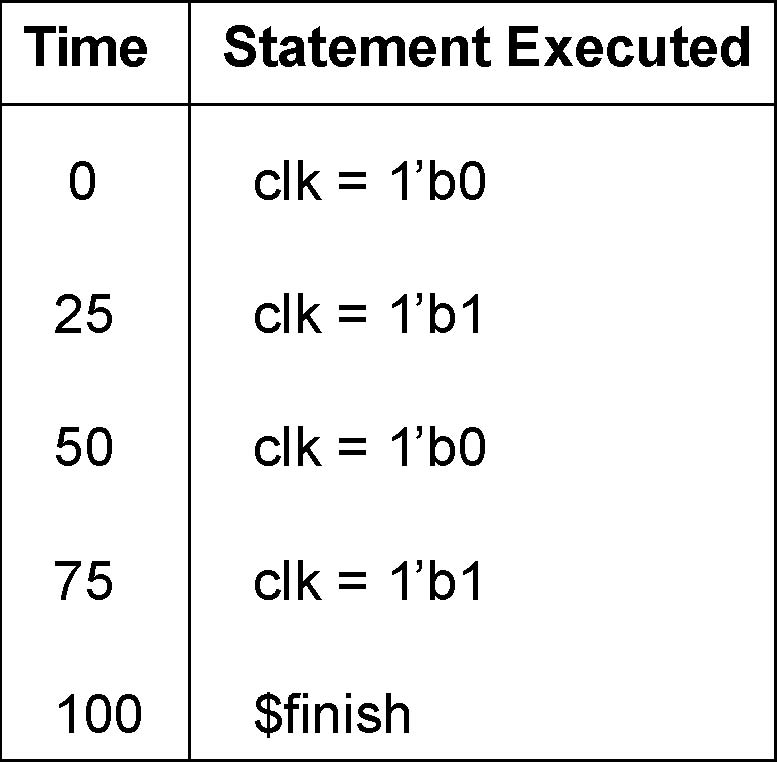 Time Statement Executed
0 clk = 1’b0
25 clk = 1’b1
50 clk = 1’b0
75 clk = 1’b1
100 $finish